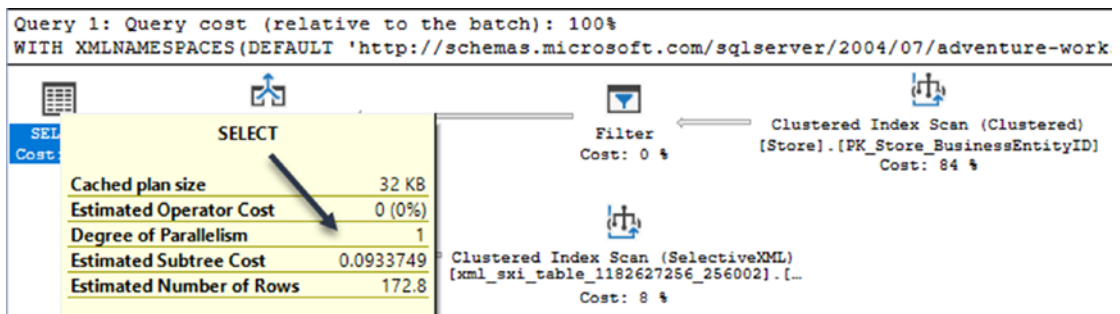 Query 1: Query cost (relative to the batch): 100%
WITH XMLNAMESPACES(DEFAULT 'http://schemas.microsoft.com/sqlserver/2004/07/adventure-work
SEL
Cost:
SELECT
Cached plan size 32 KB
Estimated Operator Cost 0 (0%)
Degree of Parallelism 1
Estimated Subtree Cost 0.0933749
Estimated Number of Rows 172.8
Filter
Cost: 0 %
Clustered Index Scan (Clustered)
[Store].[PK_Store_BusinessEntityID]
Cost: 84 %
Clustered Index Scan (SelectiveXML)
[xml_sxi_table_1182627256_256002].[…
Cost: 8 %